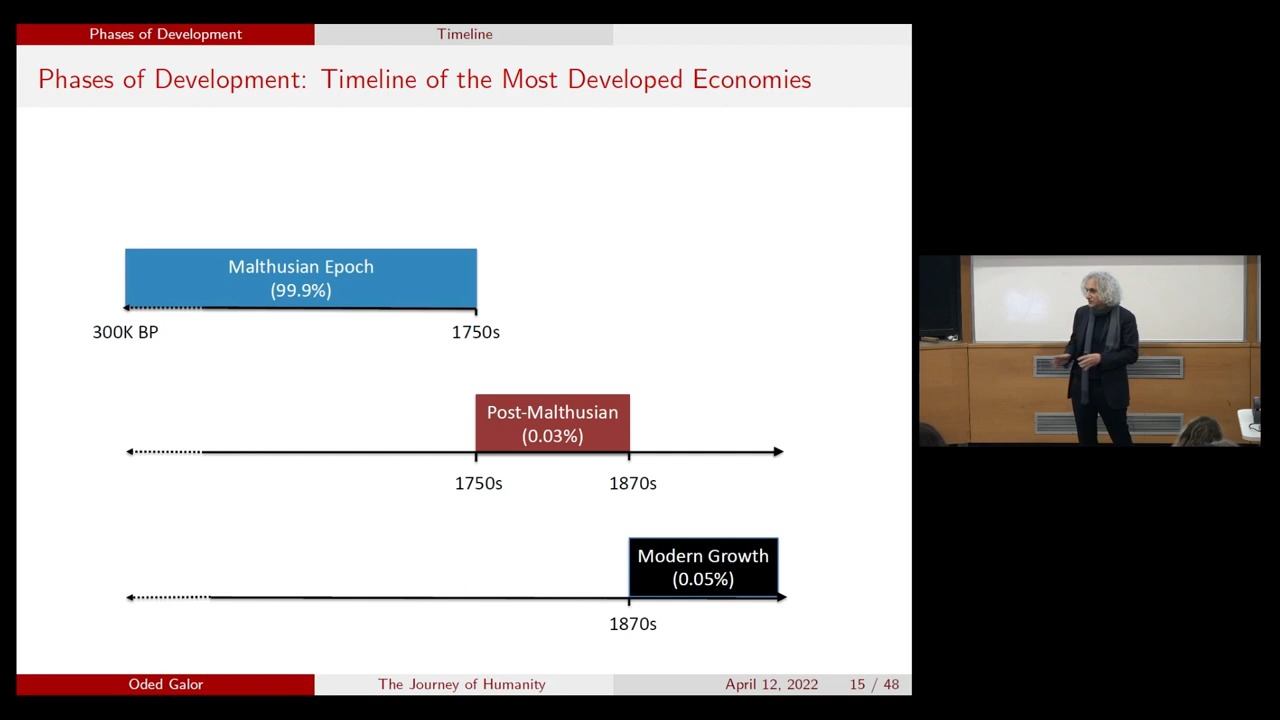 Phases of Development
Timeline
Phases of Development: Timeline of the Most Developed Economies
Malthusian Epoch
(99.9%)
300K BP
1750s
Post-Malthusian
(0.03%)
1750s
1870s
Modern Growth
(0.05%)
1870s
Oded Galor
The Journey of Humanity
April 12, 2022
15 / 48